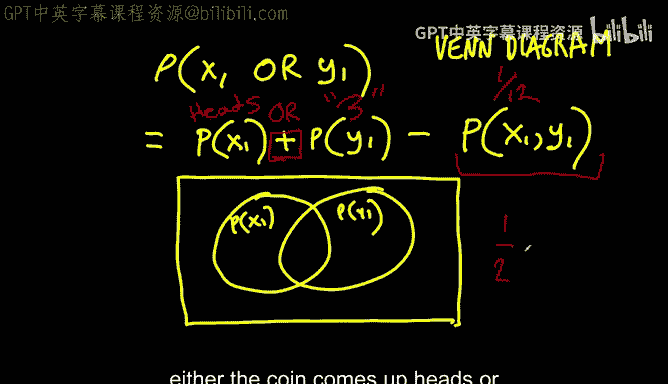 GPT中英字幕课程资源@bilibili.com
GPT中英字幕课程资源 bilibili
VENN DIAGRAM
P(x₁ OR y₁)
Heads OR "3" 1/12
= P(x₁) + P(y₁) - P(x₁,y₁)
P(x₁) P(y₁)
1/2
either the coin comes up heads or